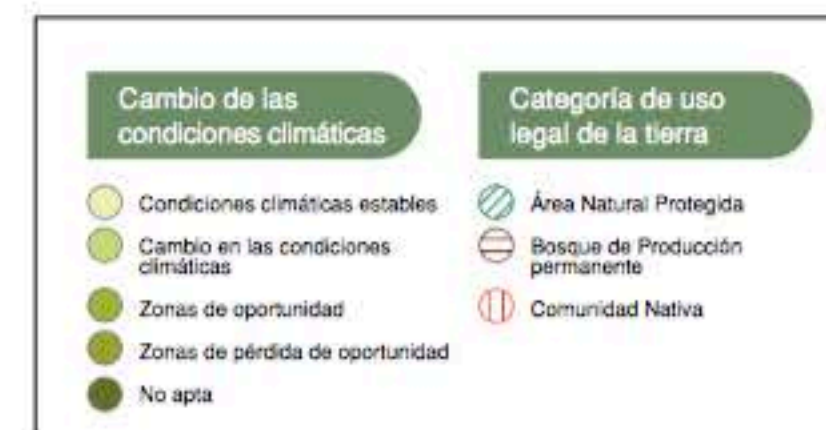 Cambio de las
condiciones climáticas
Condiciones climáticas estables
Cambio en las condiciones
climáticas
Zonas de oportunidad
Zonas de pérdida de oportunidad
No apta
Categoría de uso
legal de la tierra
Área Natural Protegida
Bosque de Producción
permanente
Comunidad Nativa